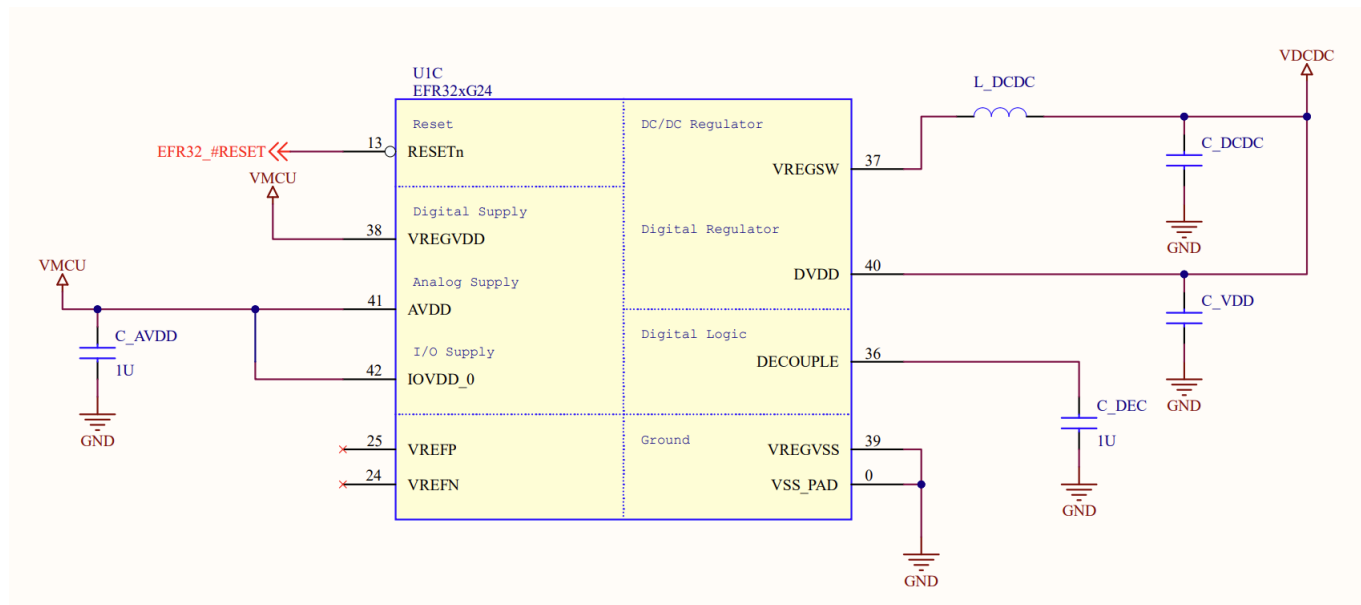 VDCDC
U1C
EFR32xG24
L_DCDC
Reset
DC/DC Regulator
C_DCDC
EFR32_#RESET
13
RESETn
37
VREGSW
VMCU
Digital Supply
Digital Regulator
38
VREGVDD
GND
VMCU
Analog Supply
40
DVDD
41
AVDD
C_VDD
C_AVDD
1U
Digital Logic
I/O Supply
36
DECOUPLE
42
IOVDD_0
GND
C_DEC
1U
GND
Ground
25
VREFP
39
VREGVSS
24
VREFN
0
VSS_PAD
GND
GND